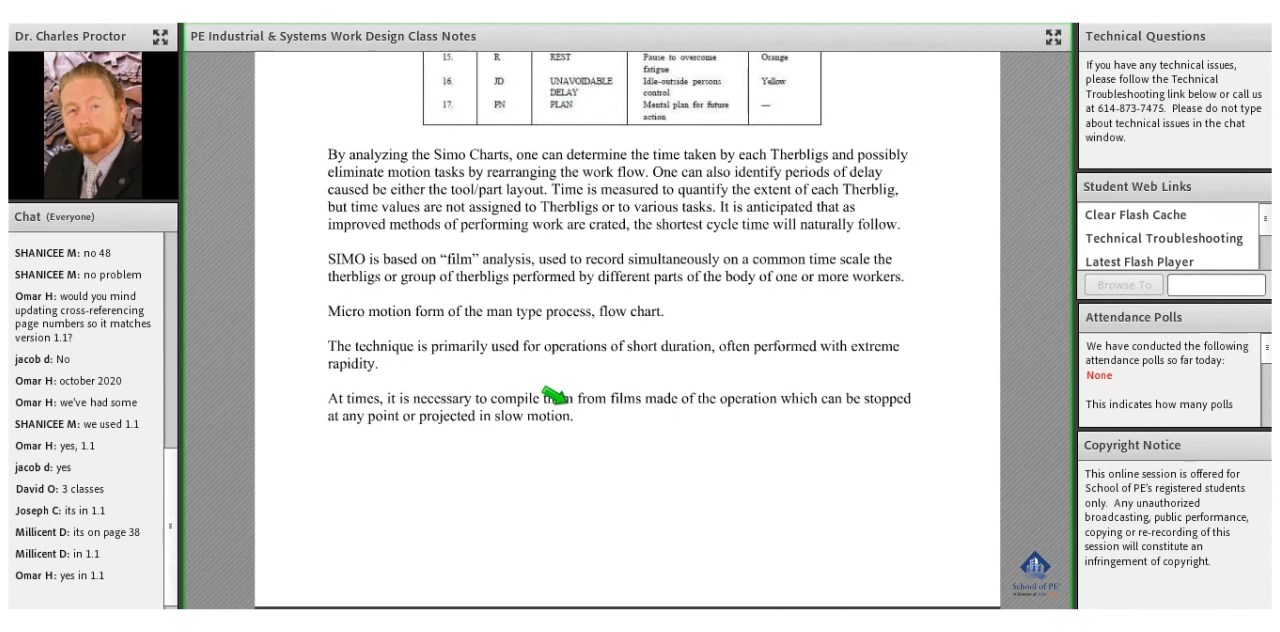 Dr. Charles Proctor
Chat (Everyone)
SHANICEE M: no 48
SHANICEE M: no problem
Omar H: would you mind
updating cross-referencing
page numbers so it matches
version 1.1?
jacob d: No
Omar H: october 2020
Omar H: we've had some
SHANICEE M: we used 1.1
Omar H: yes, 1.1
jacob d: yes
David O: 3 classes
Joseph C: its in 1.1
Millicent D: its on page 38
Millicent D: in 1.1
Omar H: yes in 1.1
PE Industrial & Systems Work Design Class Notes
15. R REST Pause to overcome fatigue Orange
16. JD UNAVOIDABLE DELAY Idle-outside persons control Yellow
17. PN PLAN Mental plan for future action —
By analyzing the Simo Charts, one can determine the time taken by each Therbligs and possibly
eliminate motion tasks by rearranging the work flow. One can also identify periods of delay
caused be either the tool/part layout. Time is measured to quantify the extent of each Therblig,
but time values are not assigned to Therbligs or to various tasks. It is anticipated that as
improved methods of performing work are crated, the shortest cycle time will naturally follow.
SIMO is based on “film” analysis, used to record simultaneously on a common time scale the
therbligs or group of therbligs performed by different parts of the body of one or more workers.
Micro motion form of the man type process, flow chart.
The technique is primarily used for operations of short duration, often performed with extreme
rapidity.
At times, it is necessary to compile them from films made of the operation which can be stopped
at any point or projected in slow motion.
School of PE
Technical Questions
If you have any technical issues,
please follow the Technical
Troubleshooting link below or call us
at 614-873-7475. Please do not type
about technical issues in the chat
window.
Student Web Links
Clear Flash Cache
Technical Troubleshooting
Latest Flash Player
Browse To
Attendance Polls
We have conducted the following
attendance polls so far today:
None
This indicates how many polls
Copyright Notice
This online session is offered for
School of PE's registered students
only. Any unauthorized
broadcasting, public performance,
copying or re-recording of this
session will constitute an
infringement of copyright.